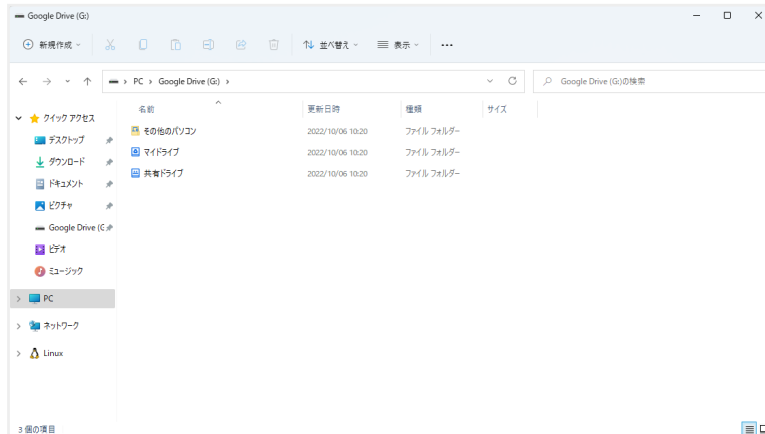 Google Drive (G:)
新規作成
並べ替え
表示
PC > Google Drive (G:) >
Google Drive (G:)の検索
名前 更新日時 種類 サイズ
クイック アクセス
デスクトップ
ダウンロード
ドキュメント
ピクチャ
Google Drive (G
ビデオ
ミュージック
PC
ネットワーク
Linux
その他のパソコン 2022/10/06 10:20 ファイル フォルダー
マイドライブ 2022/10/06 10:20 ファイル フォルダー
共有ドライブ 2022/10/06 10:20 ファイル フォルダー
3 個の項目